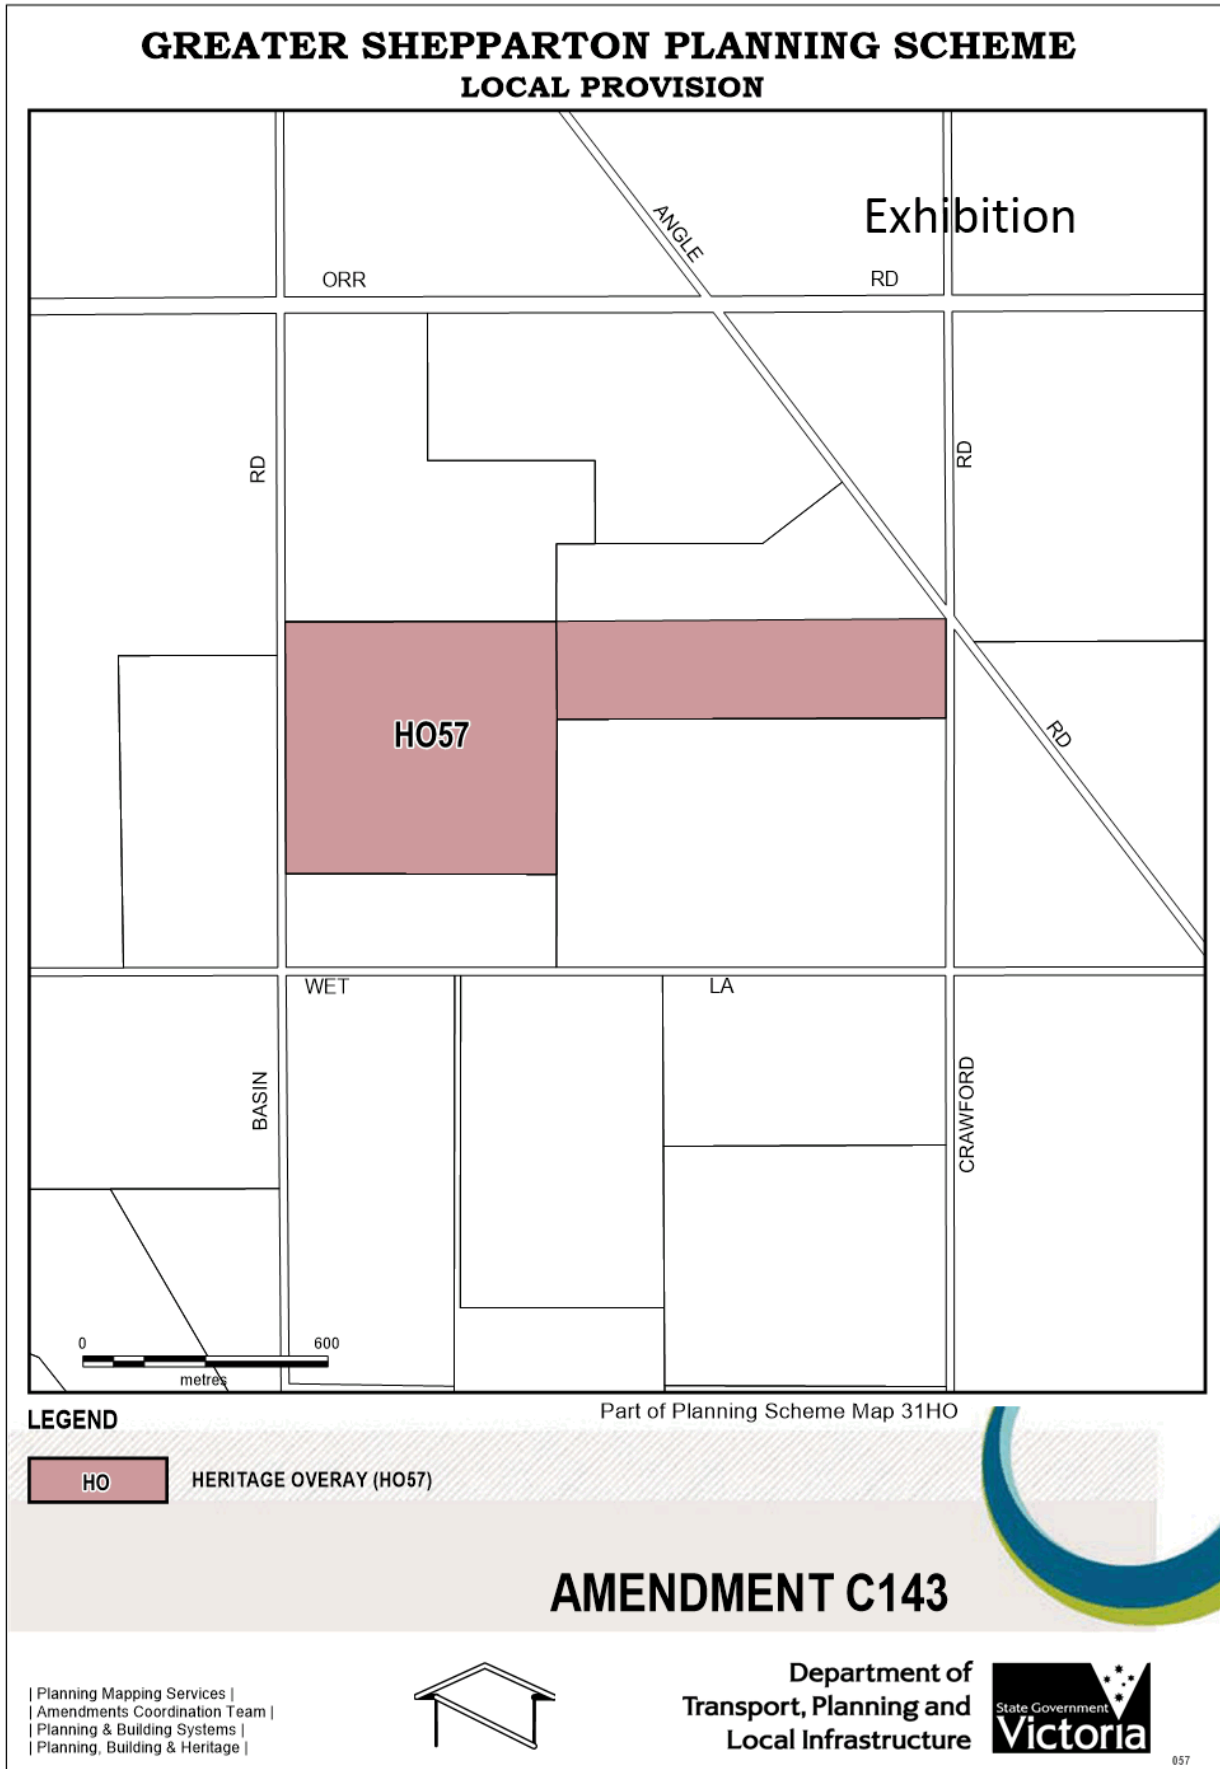 GREATER SHEPPARTON PLANNING SCHEME
LOCAL PROVISION
Exhibition
ANGLE
ORR
RD
RD
RD
HO57
RD
WET
LA
BASIN
CRAWFORD
0
600
metres
Part of Planning Scheme Map 31HO
LEGEND
HO
HERITAGE OVERAY (HO57)
AMENDMENT C143
| Planning Mapping Services |
| Amendments Coordination Team |
| Planning & Building Systems |
| Planning, Building & Heritage |
Department of
Transport, Planning and
Local Infrastructure
State Government
Victoria
057